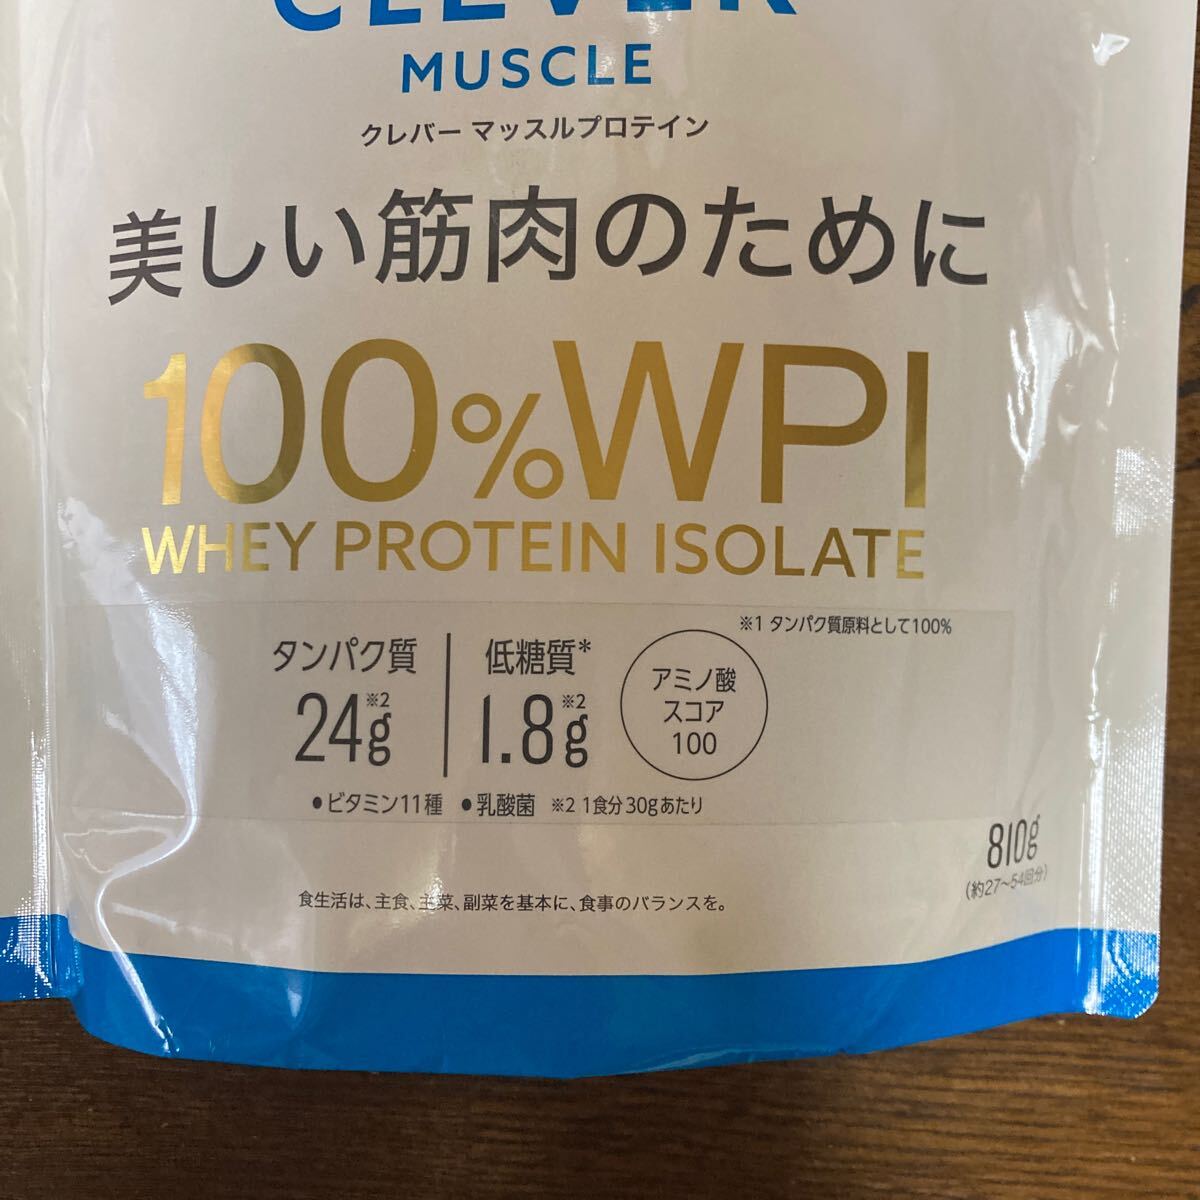 CLEVER
MUSCLE
クレバー マッスルプロテイン
美しい筋肉のために
100%WPI
WHEY PROTEIN ISOLATE
※1 タンパク質原料として100%
タンパク質
24g※2
低糖質*
1.8g※2
アミノ酸
スコア
100
●ビタミン11種 ●乳酸菌 ※2 1食分30gあたり
810g
(約27〜54回分)
食生活は、主食、主菜、副菜を基本に、食事のバランスを。